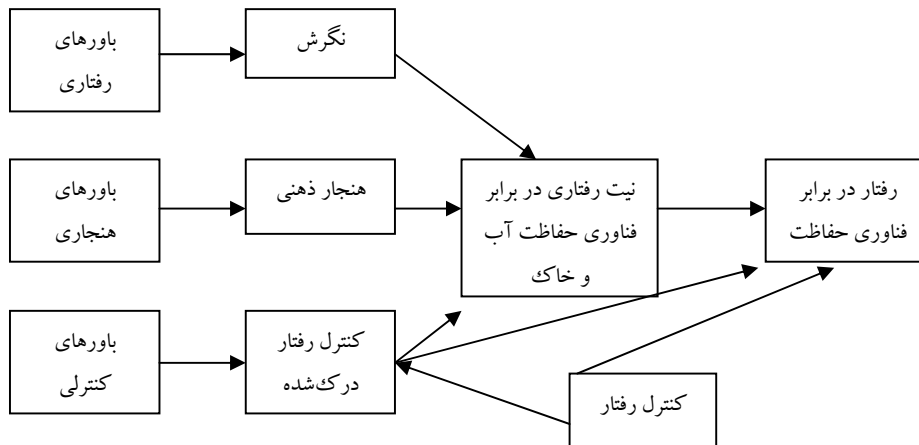 باورهای
رفتاری
نگرش
باورهای
هنجاری
هنجار ذهنی
نیت رفتاری در برابر
فناوری حفاظت آب
و خاک
رفتار در برابر
فناوری حفاظت
باورهای
کنترلی
کنترل رفتار
درک‌شده
کنترل رفتار